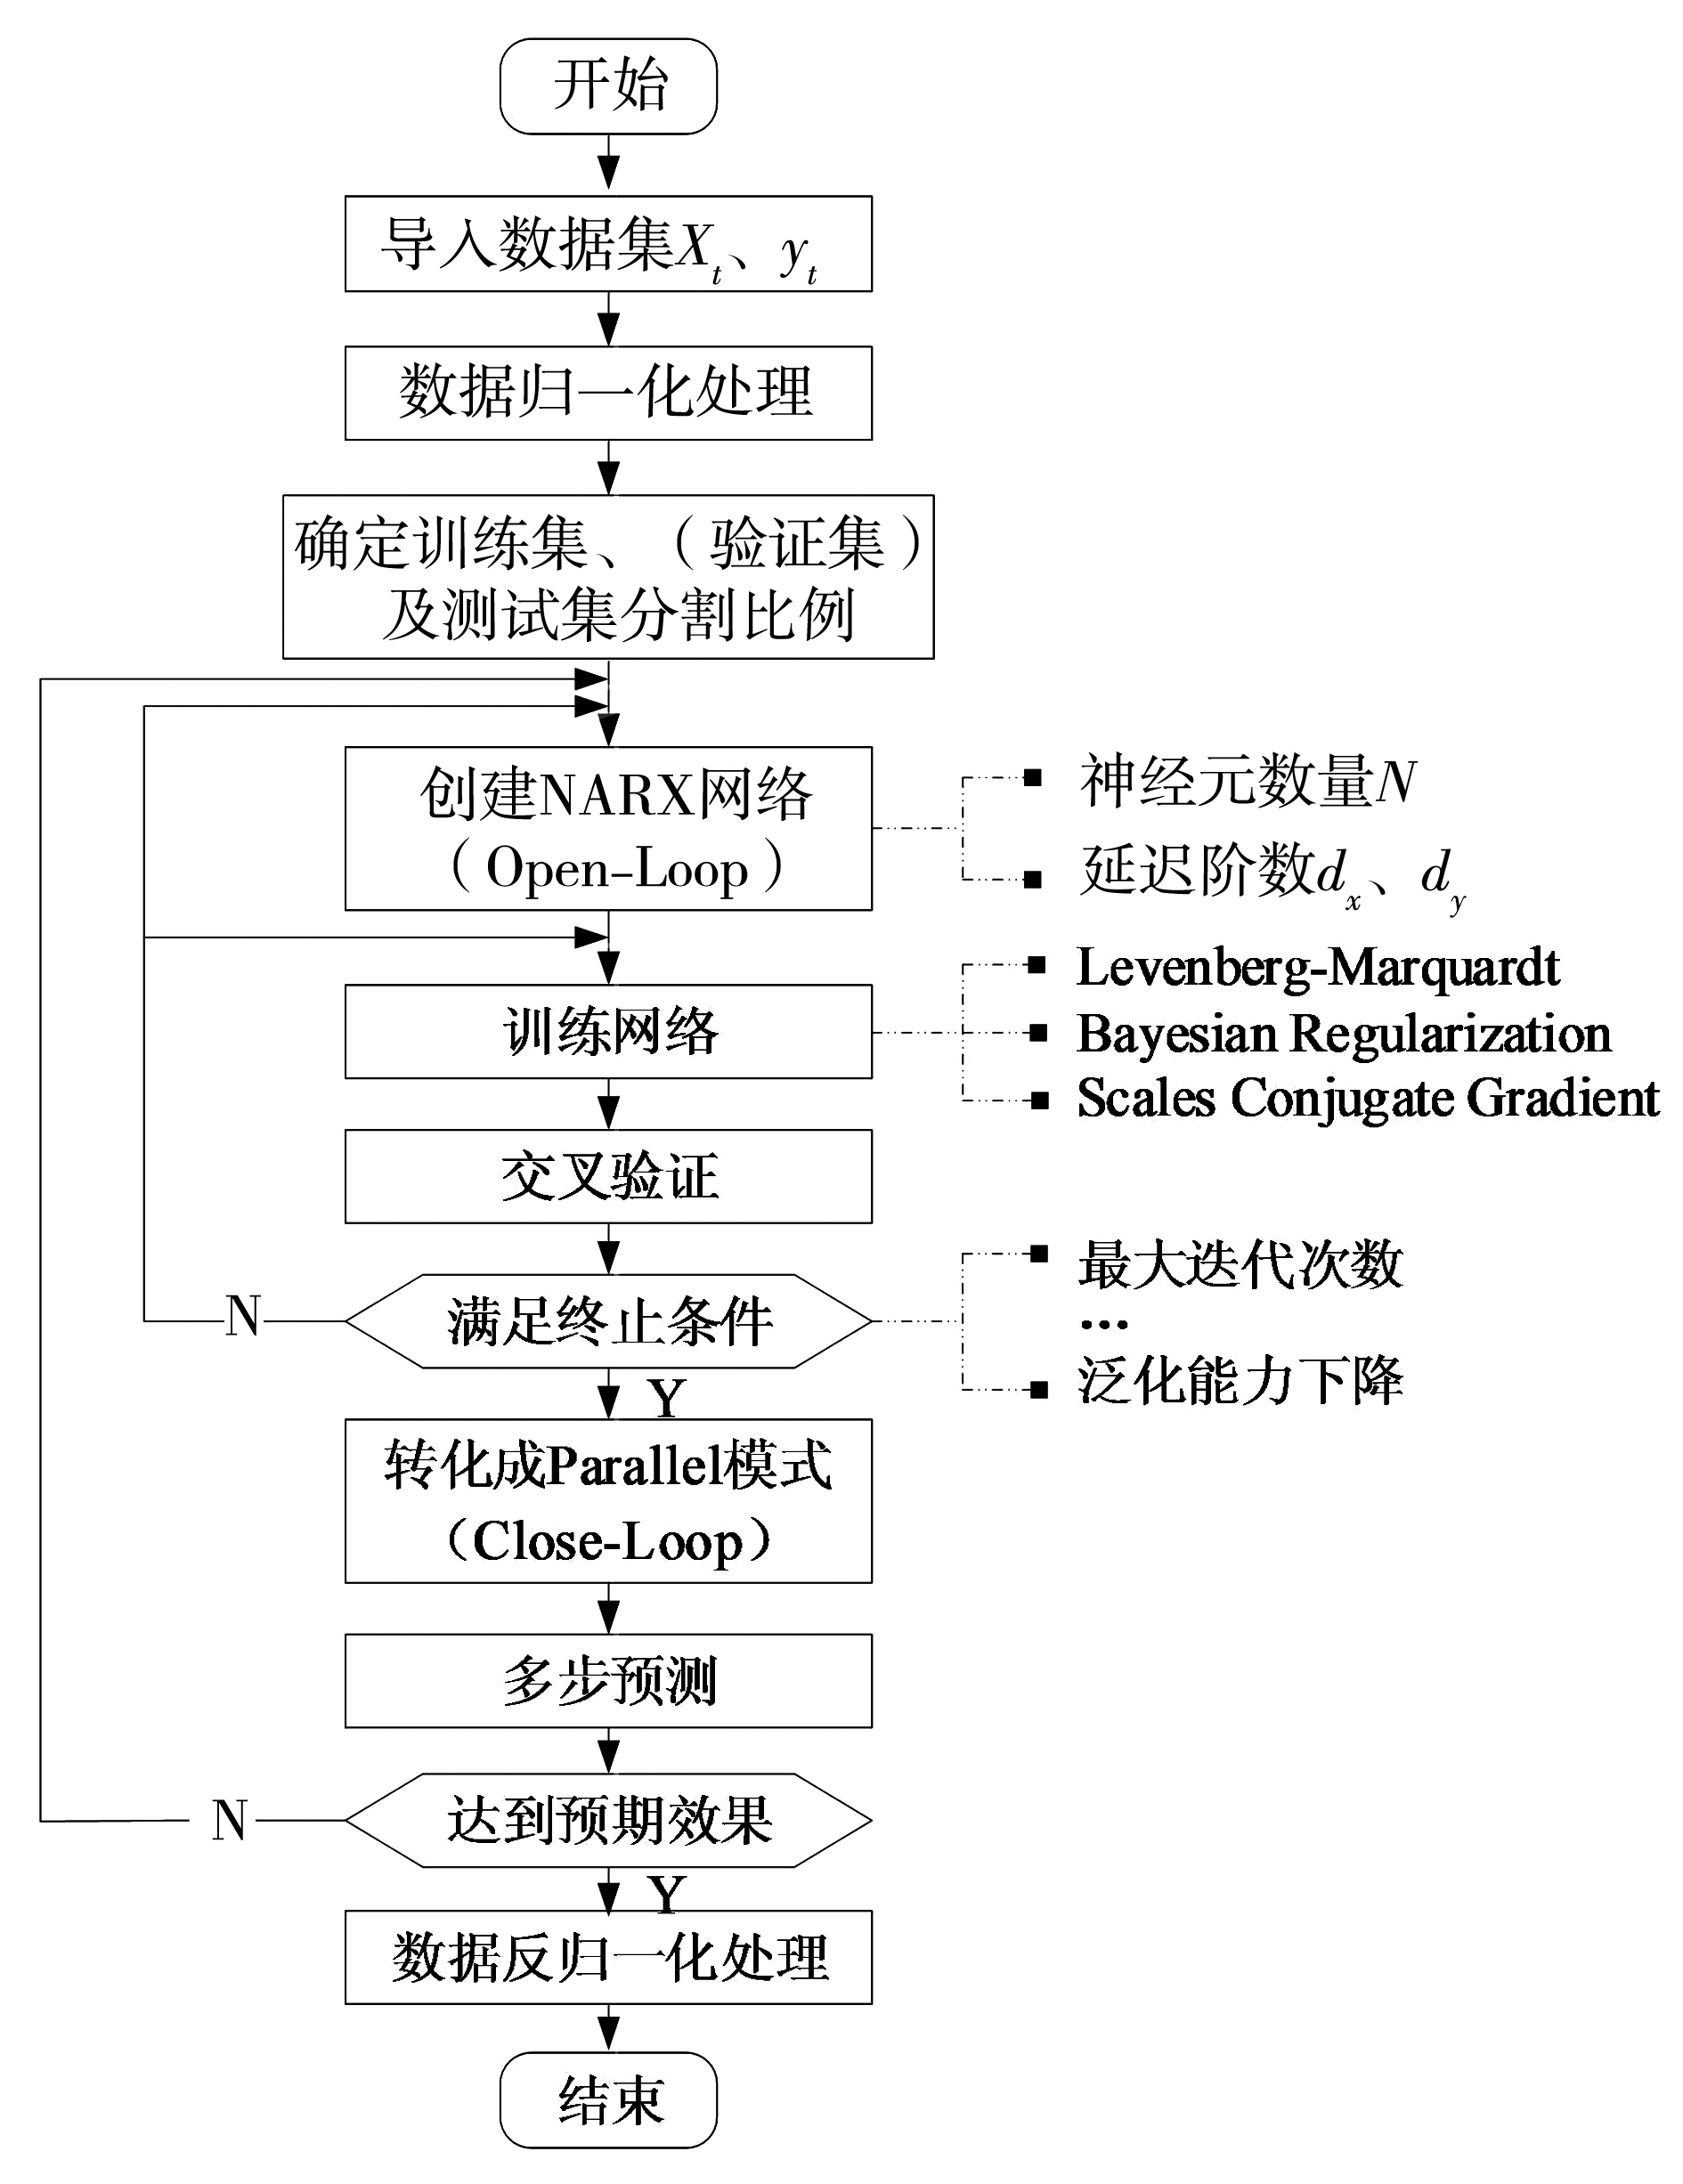 开始
导入数据集Xt、yt
数据归一化处理
确定训练集、（验证集）
及测试集分割比例
创建NARX网络
（Open-Loop）
神经元数量N
延迟阶数dx、dy
训练网络
Levenberg-Marquardt
Bayesian Regularization
Scales Conjugate Gradient
交叉验证
满足终止条件
N
Y
最大迭代次数
...
泛化能力下降
转化成Parallel模式
（Close-Loop）
多步预测
达到预期效果
N
Y
数据反归一化处理
结束